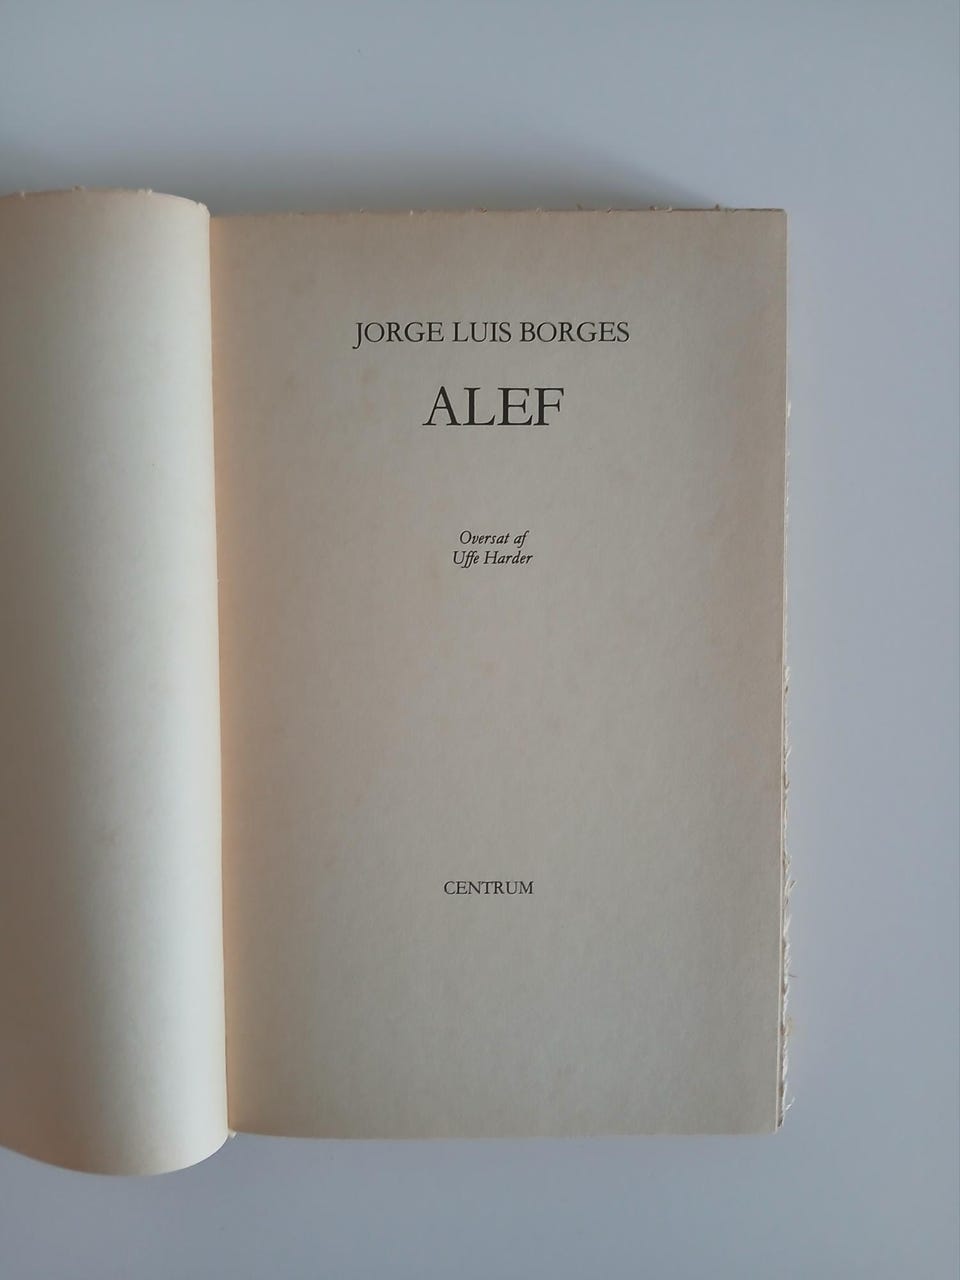 JORGE LUIS BORGES
ALEF
Oversat af
Uffe Harder
CENTRUM